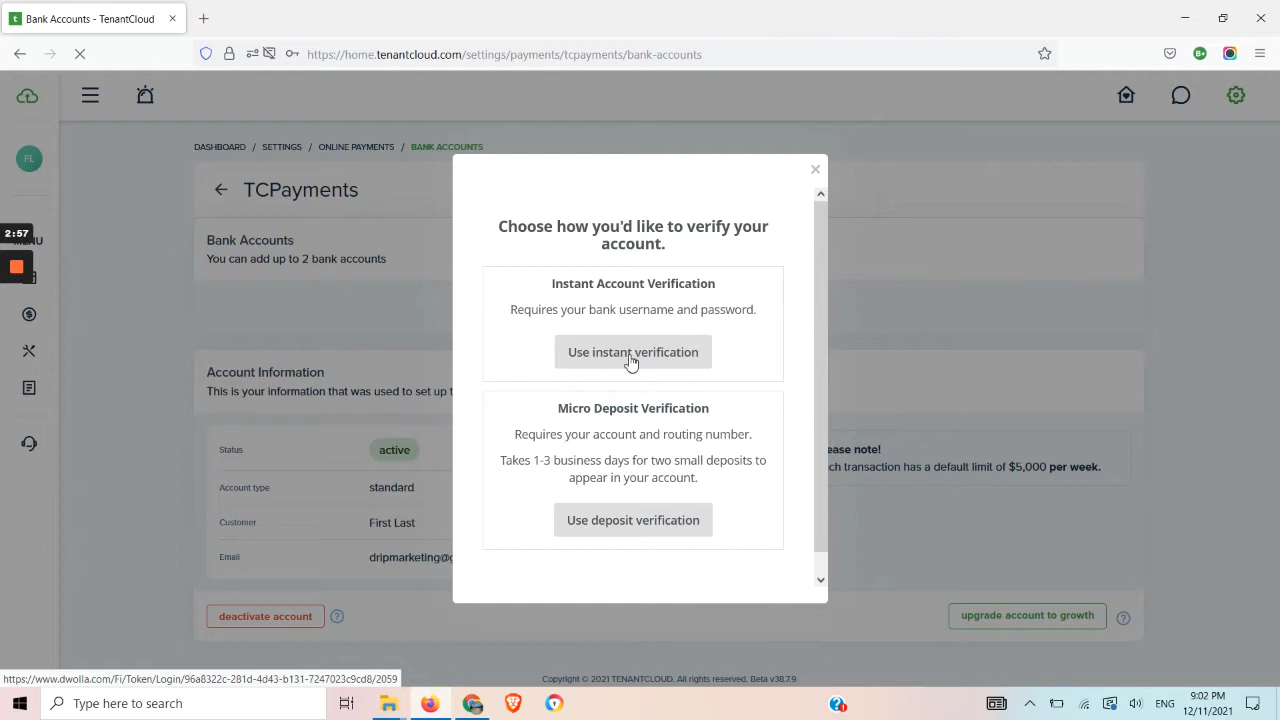 t Bank Accounts - TenantCloud
https://home.tenantcloud.com/settings/payments/tcpayments/bank-accounts
B+
FL
2:57
MENU
DASHBOARD / SETTINGS / ONLINE PAYMENTS / BANK ACCOUNTS
TCPayments
Bank Accounts
You can add up to 2 bank accounts
Account Information
This is your information that was used to set up t
Status active
Account type standard
Customer First Last
Email dripmarketing@g
ease note!
ch transaction has a default limit of $5,000 per week.
deactivate account ?
upgrade account to growth ?
Choose how you'd like to verify your
account.
Instant Account Verification
Requires your bank username and password.
Use instant verification
Micro Deposit Verification
Requires your account and routing number.
Takes 1-3 business days for two small deposits to
appear in your account.
Use deposit verification
https://www.dwolla.com/Fi/Token/Login/96a8322c-281d-4d43-b131-7247023c9cd8/2059
Copyright © 2021 TENANTCLOUD. All rights reserved. Beta v38.7.9
Type here to search
ENG
9:02 PM
12/11/2021